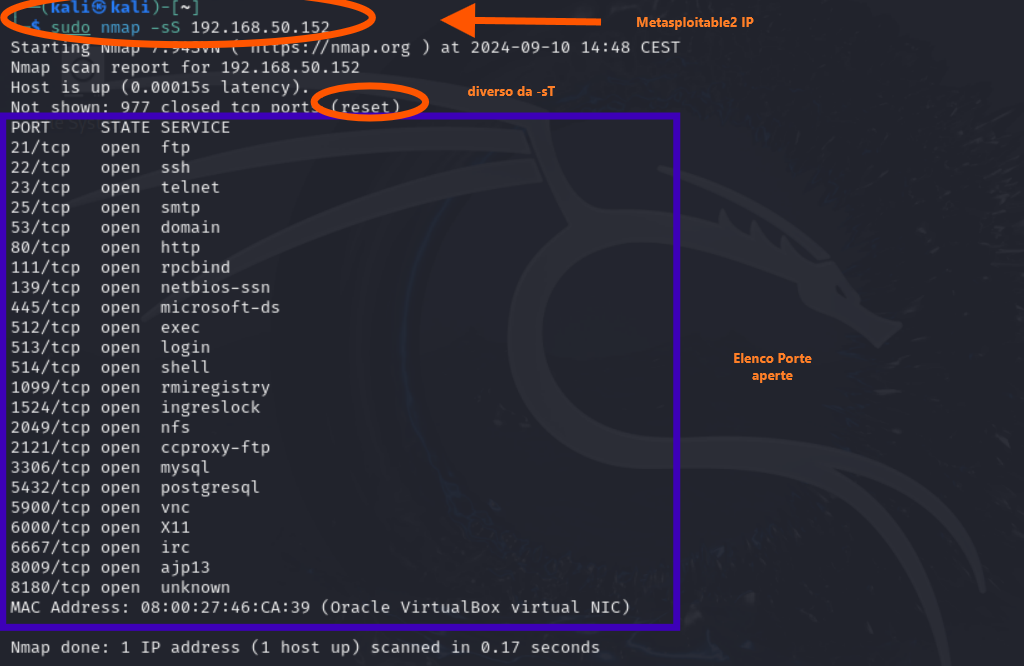 (kali㉿kali)-[~]
$ sudo nmap -sS 192.168.50.152
Metasploitable2 IP
Starting Nmap 7.94SVN ( https://nmap.org ) at 2024-09-10 14:48 CEST
Nmap scan report for 192.168.50.152
Host is up (0.00015s latency).
diverso da -sT
Not shown: 977 closed tcp ports (reset)
PORT STATE SERVICE
21/tcp open ftp
22/tcp open ssh
23/tcp open telnet
25/tcp open smtp
53/tcp open domain
80/tcp open http
111/tcp open rpcbind
139/tcp open netbios-ssn
445/tcp open microsoft-ds
512/tcp open exec
513/tcp open login
514/tcp open shell
1099/tcp open rmiregistry
1524/tcp open ingreslock
2049/tcp open nfs
2121/tcp open ccproxy-ftp
3306/tcp open mysql
5432/tcp open postgresql
5900/tcp open vnc
6000/tcp open X11
6667/tcp open irc
8009/tcp open ajp13
8180/tcp open unknown
MAC Address: 08:00:27:46:CA:39 (Oracle VirtualBox virtual NIC)
Elenco Porte
aperte
Nmap done: 1 IP address (1 host up) scanned in 0.17 seconds